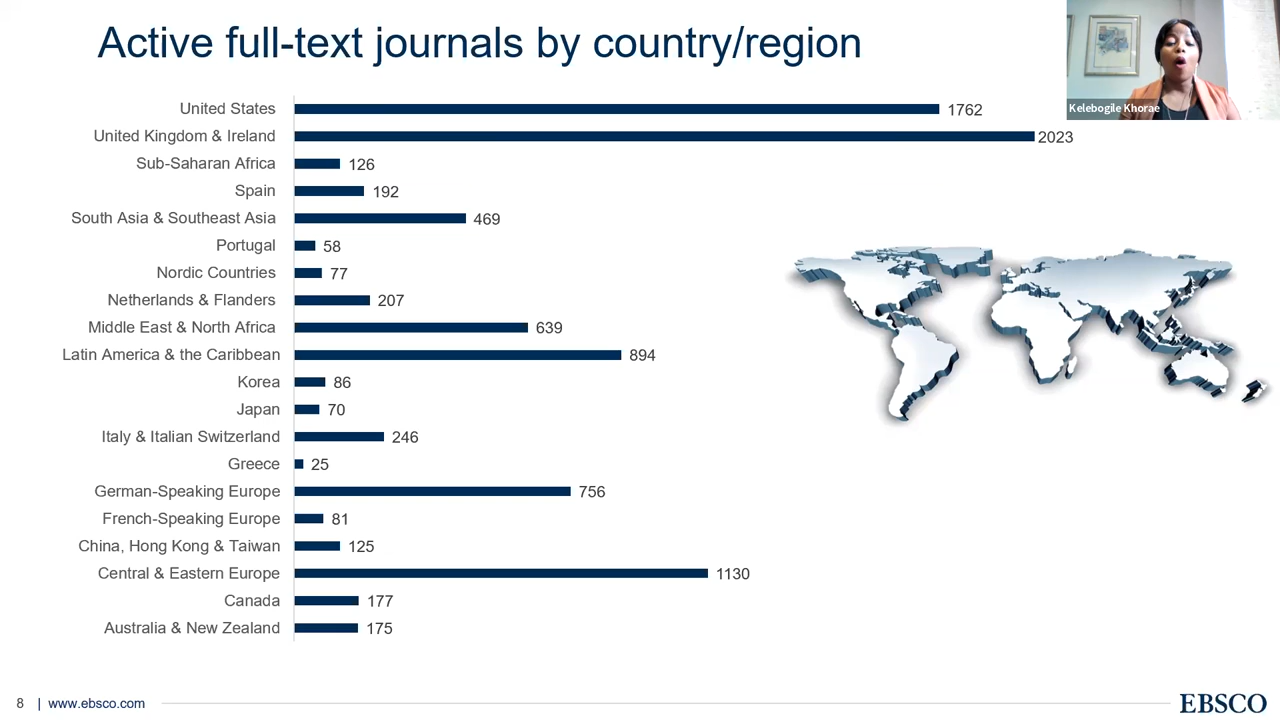 Active full-text journals by country/region
Kelebogile Khorae
United States 1762
United Kingdom & Ireland 2023
Sub-Saharan Africa 126
Spain 192
South Asia & Southeast Asia 469
Portugal 58
Nordic Countries 77
Netherlands & Flanders 207
Middle East & North Africa 639
Latin America & the Caribbean 894
Korea 86
Japan 70
Italy & Italian Switzerland 246
Greece 25
German-Speaking Europe 756
French-Speaking Europe 81
China, Hong Kong & Taiwan 125
Central & Eastern Europe 1130
Canada 177
Australia & New Zealand 175
8 | www.ebsco.com
EBSCO